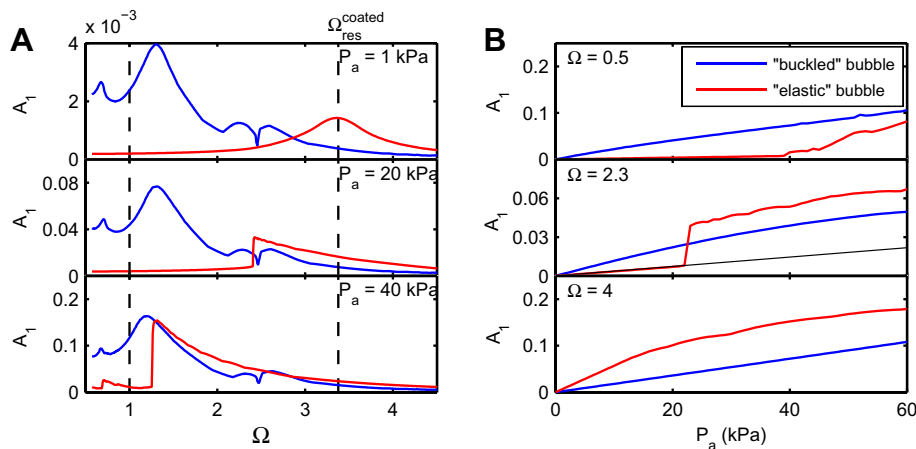 A
x 10⁻³
Ω_res^coated
P_a = 1 kPa
A_1
4
2
0
P_a = 20 kPa
A_1
0.08
0.04
0
P_a = 40 kPa
A_1
0.2
0.1
0
1 2 3 4
Ω
B
Ω = 0.5
"buckled" bubble
"elastic" bubble
A_1
0.2
0.1
0
Ω = 2.3
A_1
0.09
0.06
0.03
0
Ω = 4
A_1
0.2
0.1
0
0 20 40 60
P_a (kPa)